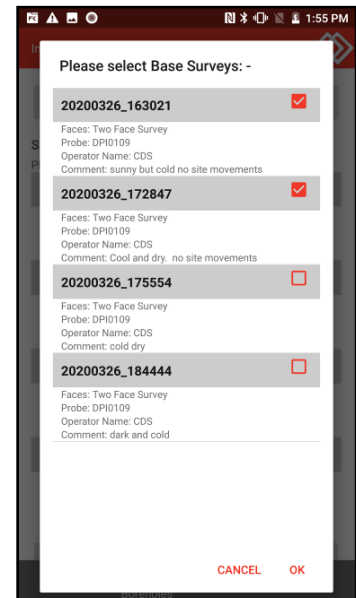 1:55 PM
In
Please select Base Surveys: -
20200326_163021
Faces: Two Face Survey
Probe: DPI0109
Operator Name: CDS
Comment: sunny but cold no site movements
20200326_172847
Faces: Two Face Survey
Probe: DPI0109
Operator Name: CDS
Comment: Cool and dry.  no site movements
20200326_175554
Faces: Two Face Survey
Probe: DPI0109
Operator Name: CDS
Comment: cold dry
20200326_184444
Faces: Two Face Survey
Probe: DPI0109
Operator Name: CDS
Comment: dark and cold
CANCEL OK
Boreholes